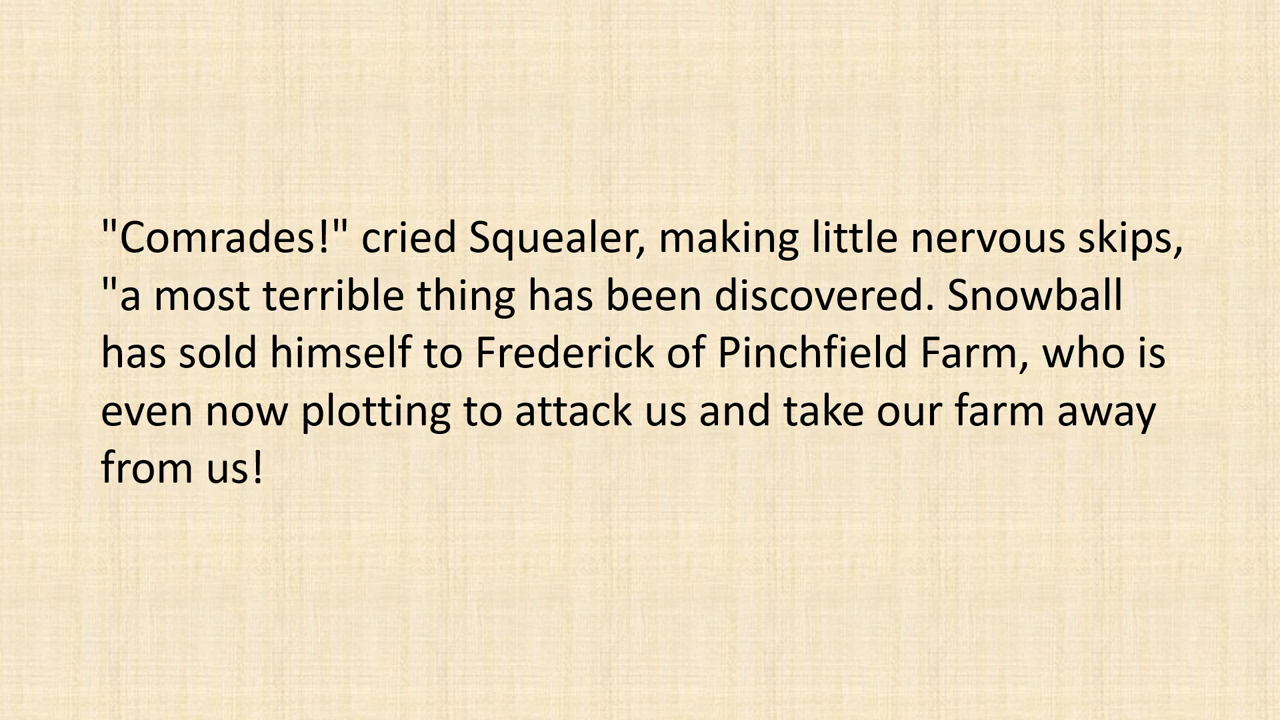 "Comrades!" cried Squealer, making little nervous skips,
"a most terrible thing has been discovered. Snowball
has sold himself to Frederick of Pinchfield Farm, who is
even now plotting to attack us and take our farm away
from us!